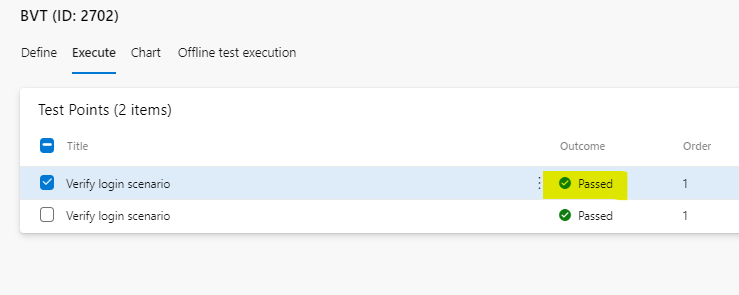 BVT (ID: 2702)
Define Execute Chart Offline test execution
Test Points (2 items)
Title Outcome Order
Verify login scenario Passed 1
Verify login scenario Passed 1